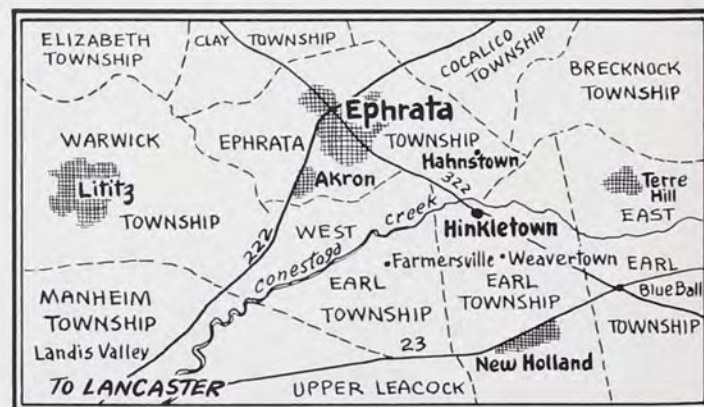 ELIZABETH
TOWNSHIP
CLAY TOWNSHIP
COCALICO
TOWNSHIP
BRECKNOCK
TOWNSHIP
Ephrata
WARWICK
TOWNSHIP
Lititz
EPHRATA
TOWNSHIP
Hahnstown
Akron
322
Terre
Hill
EAST
EARL
TOWNSHIP
222
WEST
EARL
TOWNSHIP
Conestoga creek
Hinkletown
Farmersville
Weavertown
EARL
TOWNSHIP
Blue Ball
MANHEIM
TOWNSHIP
Landis Valley
23
New Holland
TO LANCASTER
UPPER LEACOCK